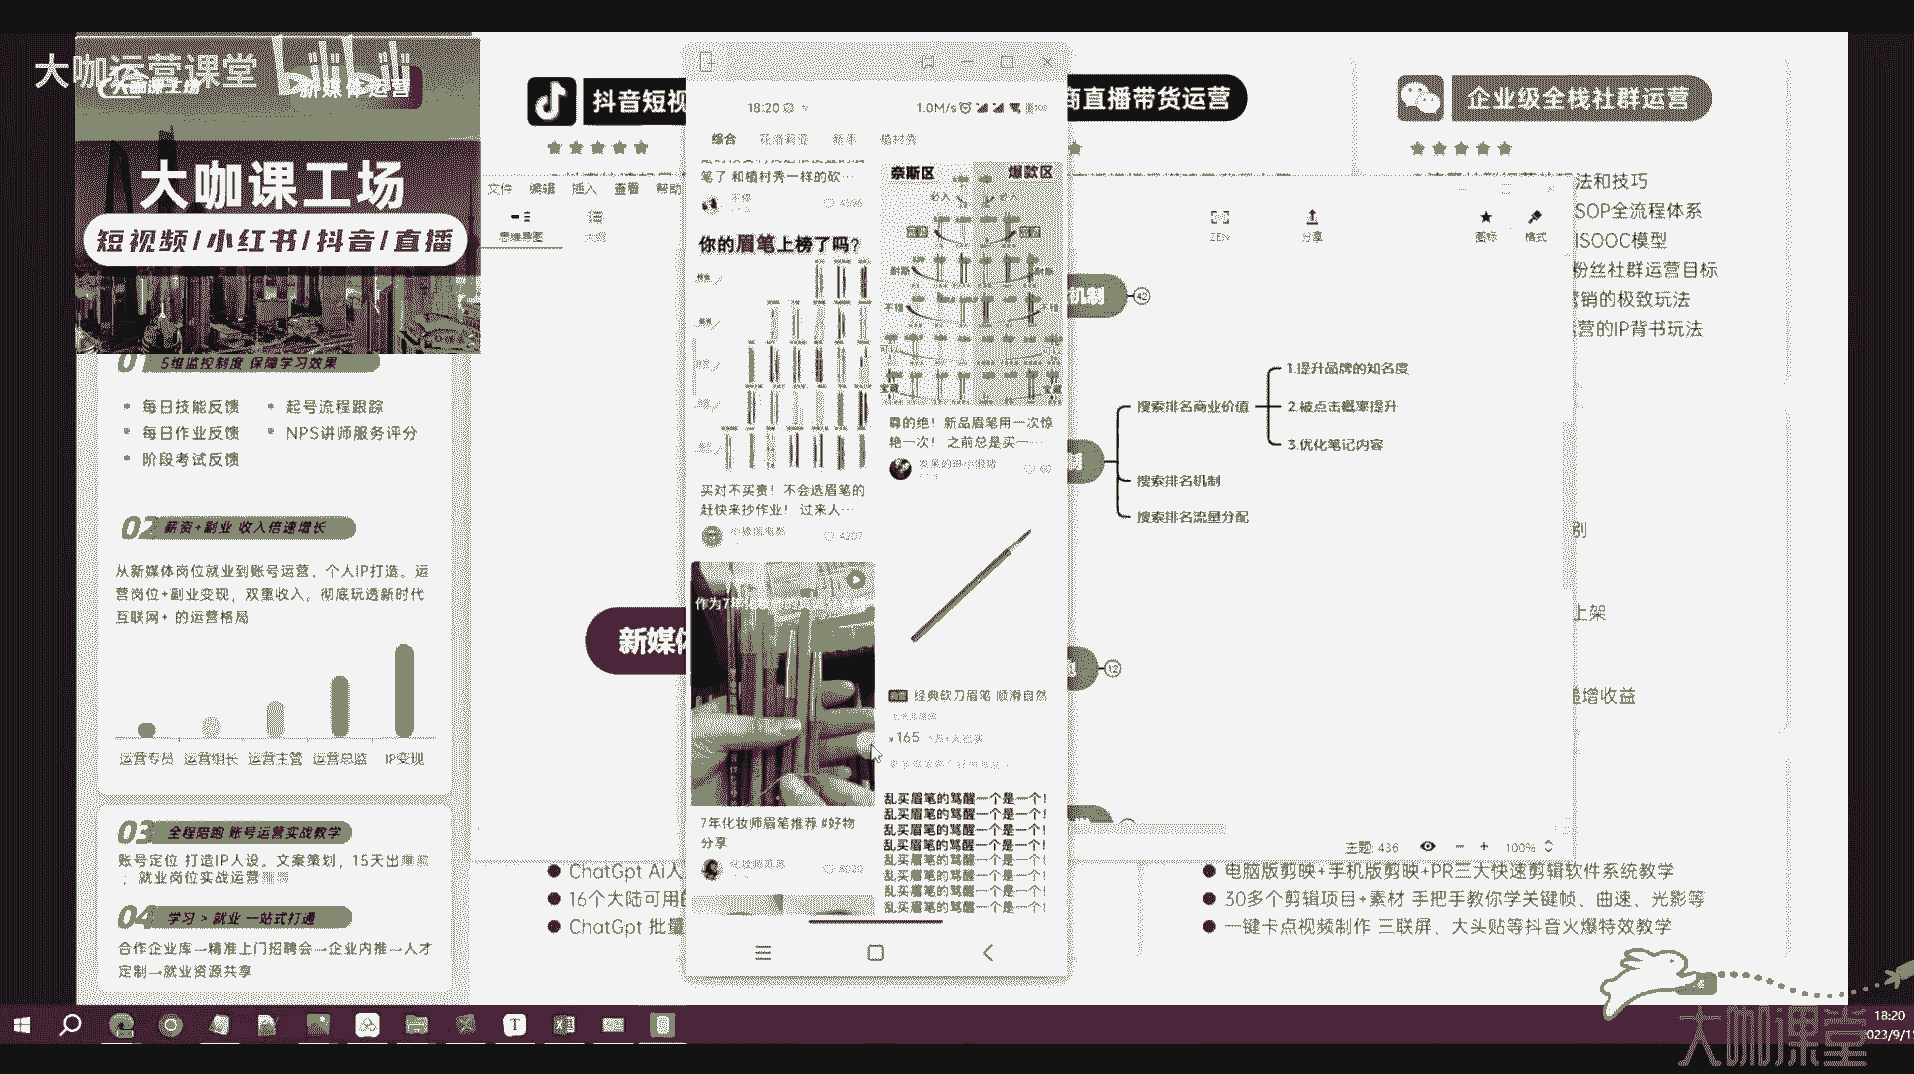 大咖运营课堂
新媒体运营
大咖课工场
短视频/小红书/抖音/直播
01 5维监控制度 保障学习效果
每日技能反馈
起号流程跟踪
每日作业反馈
NPS讲师服务评分
阶段考试反馈
02 薪资+副业 收入倍速增长
从新媒体岗位就业到账号运营、个人IP打造。运
营岗位+副业变现，双重收入。彻底玩透新时代
互联网+ 的运营格局
运营专员 运营组长 运营主管 运营总监 IP变现
03 全程陪跑 账号运营实战教学
账号定位 打造IP人设。文案策划，15天出
；就业岗位实战运营
04 学习 > 就业 一站式打通
合作企业库→精准上门招聘会→企业内推→人才
定制→就业资源共享
抖音短视
商直播带货运营
企业级全栈社群运营
法和技巧
SOP全流程体系
ISOOC模型
粉丝社群运营目标
营销的极致玩法
运营的IP背书玩法
别
上架
递增收益
文件 编辑 插入 查看 帮助
思维导图 大纲
ZEN 分享 图标 格式
新媒体
机制 42
制
搜索排名商业价值
1.提升品牌的知名度
2.被点击概率提升
3.优化笔记内容
搜索排名机制
搜索排名流量分配
12
主题: 436
100%
18:20
1.0M/s
综合
植村秀
笔了 和植村秀一样的砍…
4596
你的眉笔上榜了吗?
买对不买贵！不会选眉笔的
赶快来抄作业！ 过来人…
4207
作为7年
7年化妆师眉笔推荐 #好物
分享
奈斯区 爆款区
必入 必入
尊的绝！新品眉笔用一次惊
艳一次！ 之前总是买一…
60
经典砍刀眉笔 顺滑自然
¥165
乱买眉笔的骂醒一个是一个!
乱买眉笔的骂醒一个是一个!
乱买眉笔的骂醒一个是一个!
乱买眉笔的骂醒一个是一个!
乱买眉笔的骂醒一个是一个!
乱买眉笔的骂醒一个是一个!
乱买眉笔的骂醒一个是一个!
乱买眉笔的骂醒一个是一个!
ChatGpt AI人
16个大陆可用的
ChatGpt 批量
电脑版剪映+手机版剪映+PR三大快速剪辑软件系统教学
30多个剪辑项目+素材 手把手教你学关键帧、曲速、光影等
一键卡点视频制作 三联屏、大头贴等抖音火爆特效教学
大咖课堂
18:20